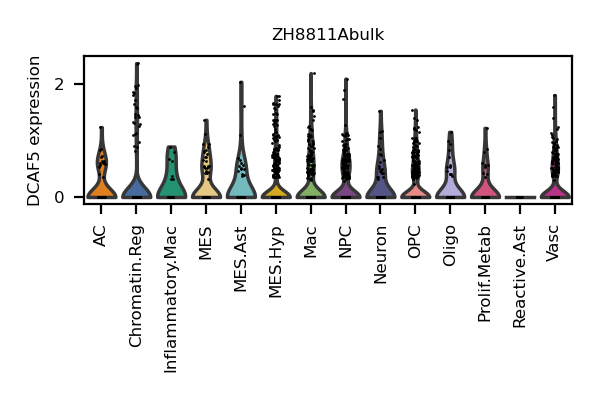 ZH8811Abulk
DCAF5 expression
2
0
AC
Chromatin.Reg
Inflammatory.Mac
MES
MES.Ast
MES.Hyp
Mac
NPC
Neuron
OPC
Oligo
Prolif.Metab
Reactive.Ast
Vasc